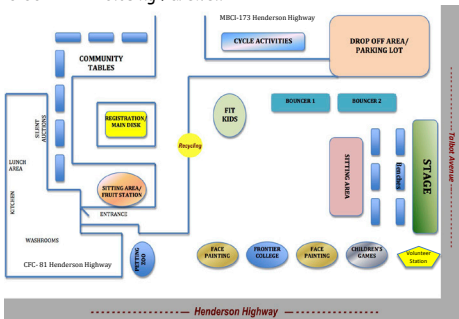 MBCI-173 Henderson Highway
CYCLE ACTIVITIES
DROP OFF AREA/
PARKING LOT
COMMUNITY
TABLES
BOUNCER 1
BOUNCER 2
FIT
KIDS
REGISTRATION/
MAIN DESK
SILENT
AUCTIONS
Recycling
LUNCH
AREA
SITTING AREA/
FRUIT STATION
SITTING AREA
Benches
STAGE
Talbot Avenue
KITCHEN
ENTRANCE
WASHROOMS
CFC- 81 Henderson Highway
PETTING
ZOO
FACE
PAINTING
FRONTIER
COLLEGE
FACE
PAINTING
CHILDREN'S
GAMES
Volunteer
Station
Henderson Highway